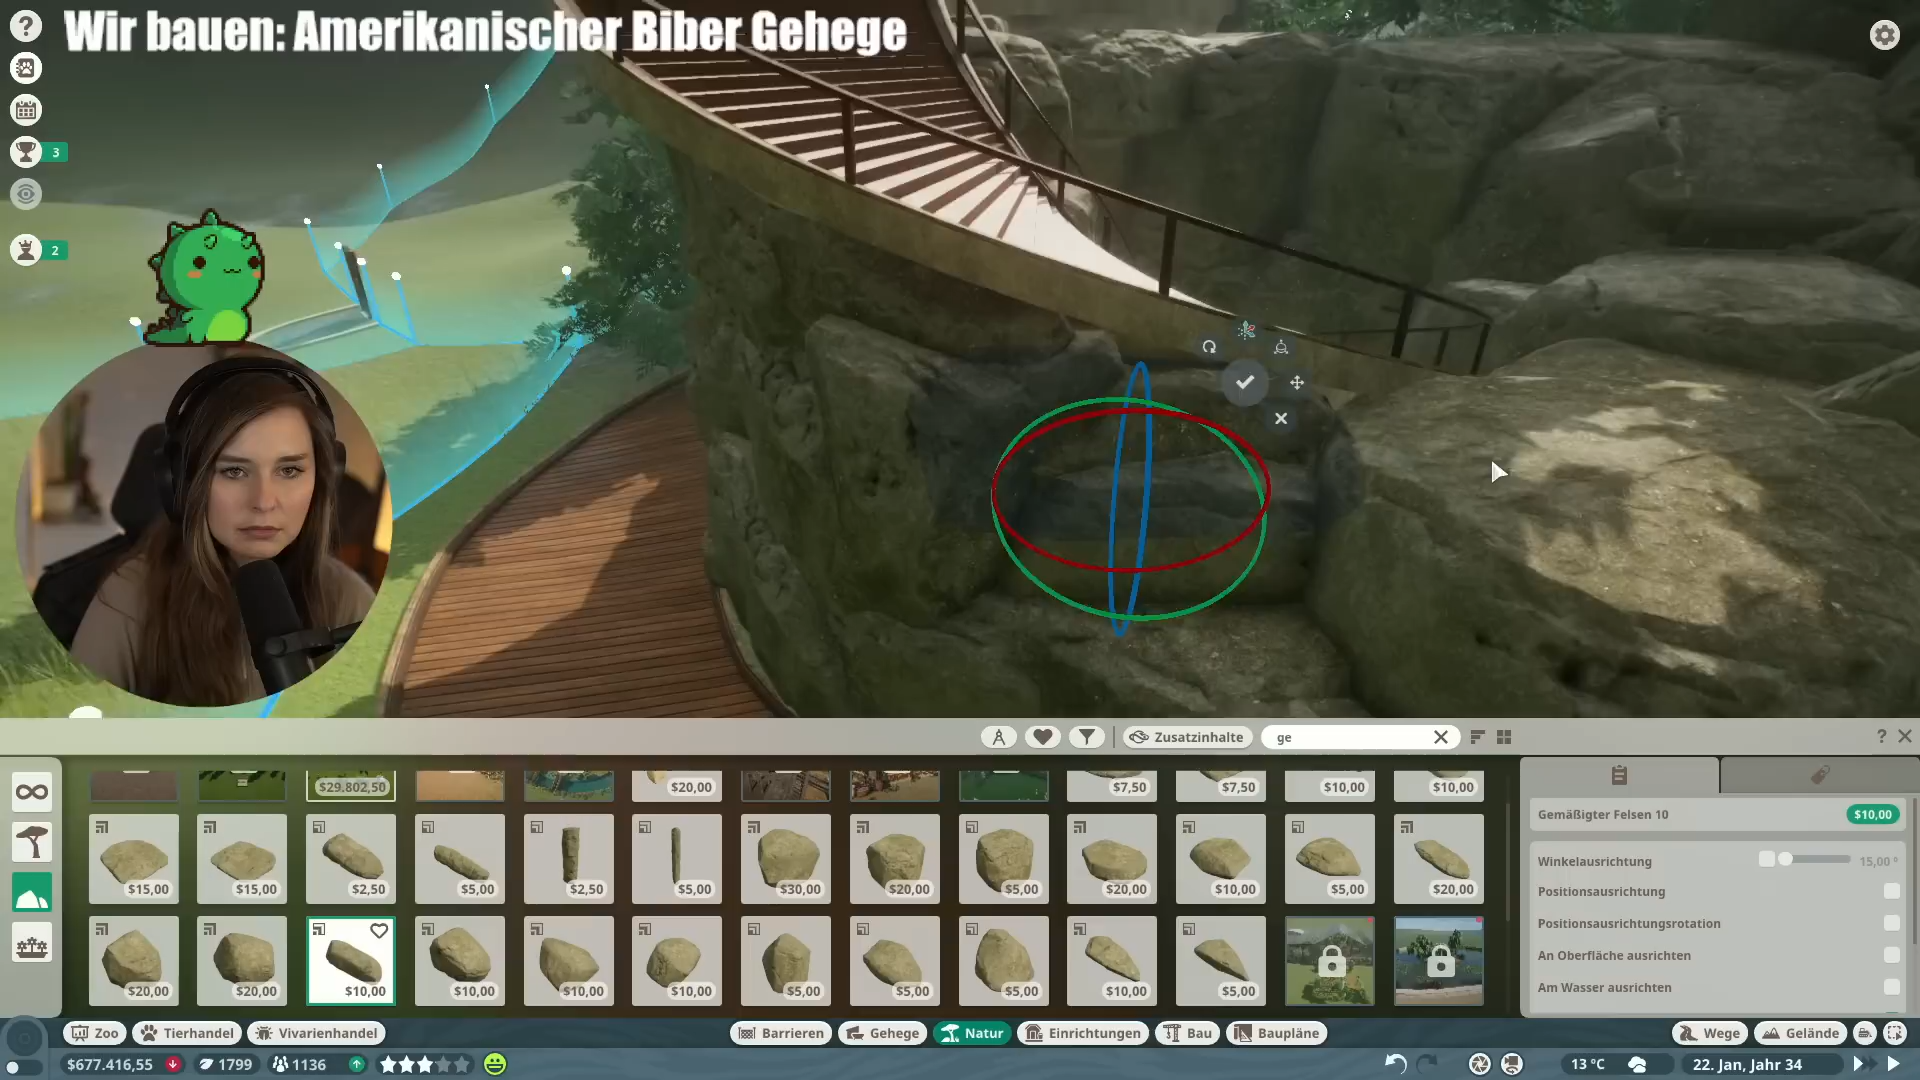 Wir bauen: Amerikanischer Biber Gehege
3
2
Zusatzinhalte
ge
$29.802,50
$20,00
$7,50
$7,50
$10,00
$10,00
$15,00
$15,00
$2,50
$5,00
$2,50
$5,00
$30,00
$20,00
$5,00
$20,00
$10,00
$5,00
$20,00
$20,00
$20,00
$10,00
$10,00
$10,00
$10,00
$5,00
$5,00
$5,00
$10,00
$5,00
Gemäßigter Felsen 10
$10,00
Winkelausrichtung
15,00 °
Positionsausrichtung
Positionsausrichtungsrotation
An Oberfläche ausrichten
Am Wasser ausrichten
Zoo
Tierhandel
Vivarienhandel
Barrieren
Gehege
Natur
Einrichtungen
Bau
Baupläne
Wege
Gelände
$677.416,55
1799
1136
13 °C
22. Jan, Jahr 34